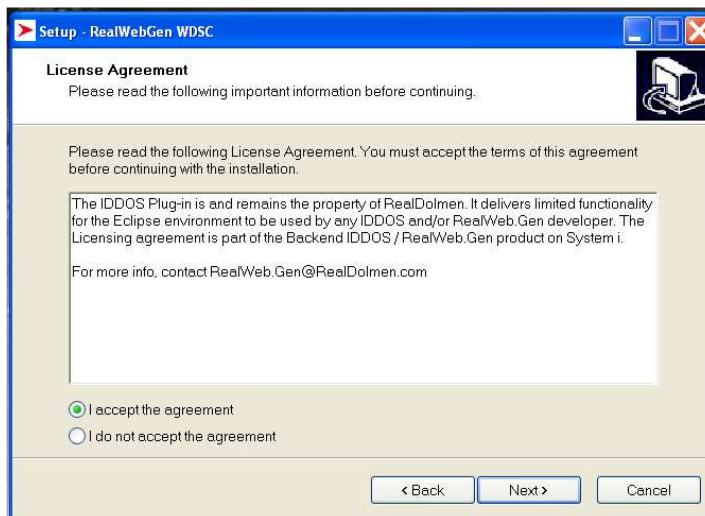 Setup - RealWebGen WDSC
License Agreement
Please read the following important information before continuing.
Please read the following License Agreement. You must accept the terms of this agreement
before continuing with the installation.
The IDDOS Plug-in is and remains the property of RealDolmen. It delivers limited functionality
for the Eclipse environment to be used by any IDDOS and/or RealWeb.Gen developer. The
Licensing agreement is part of the Backend IDDOS / RealWeb.Gen product on System i.
For more info, contact RealWeb.Gen@RealDolmen.com
I accept the agreement
I do not accept the agreement
< Back Next > Cancel